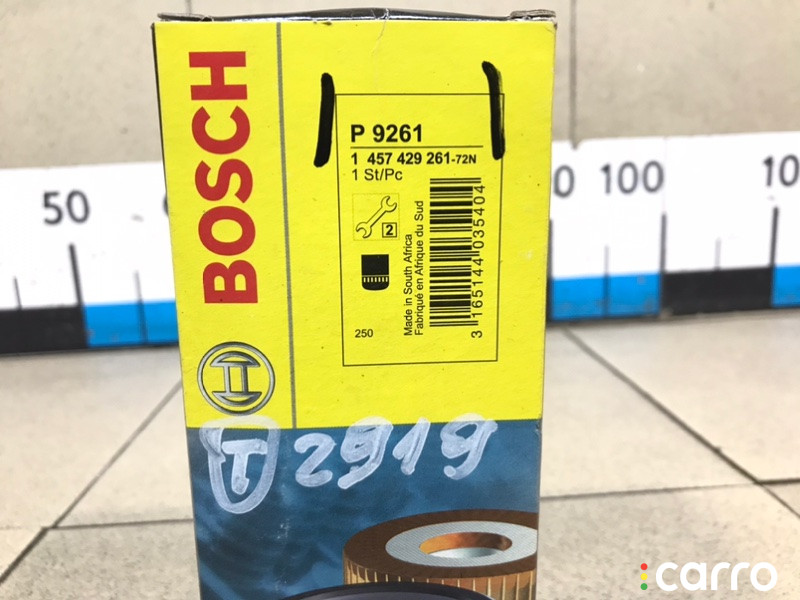 BOSCH
P 9261
1 457 429 261-72N
1 St/Pc
2
Made in South Africa
Fabriqué en Afrique du Sud
3 165144 035404
250
T 2919
50
100
carro